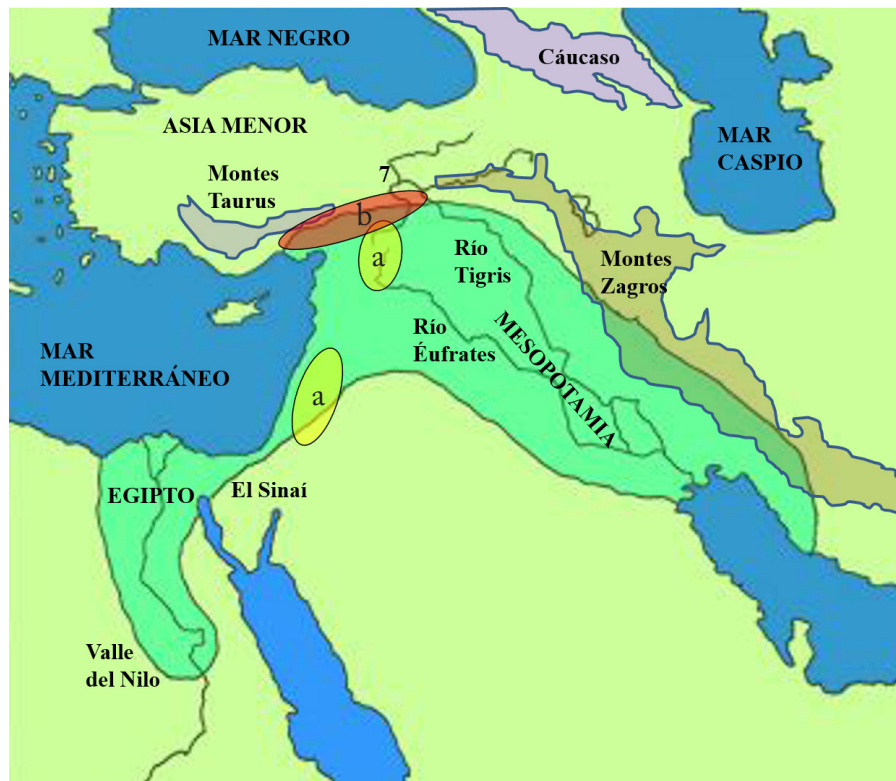 MAR NEGRO
Cáucaso
ASIA MENOR
MAR
CASPIO
Montes
Taurus
7
b
a
Río
Tigris
Montes
Zagros
Río
Éufrates
MESOPOTAMIA
MAR
MEDITERRÁNEO
a
EGIPTO
El Sinaí
Valle
del Nilo